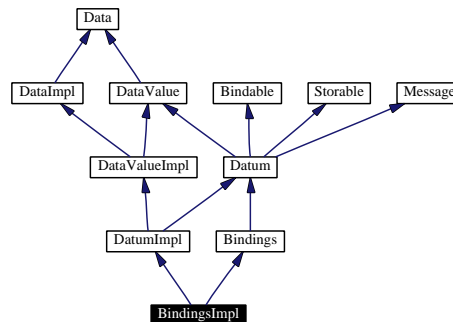 Data
DataImpl DataValue Bindable Storable Message
DataValueImpl Datum
DatumImpl Bindings
BindingsImpl